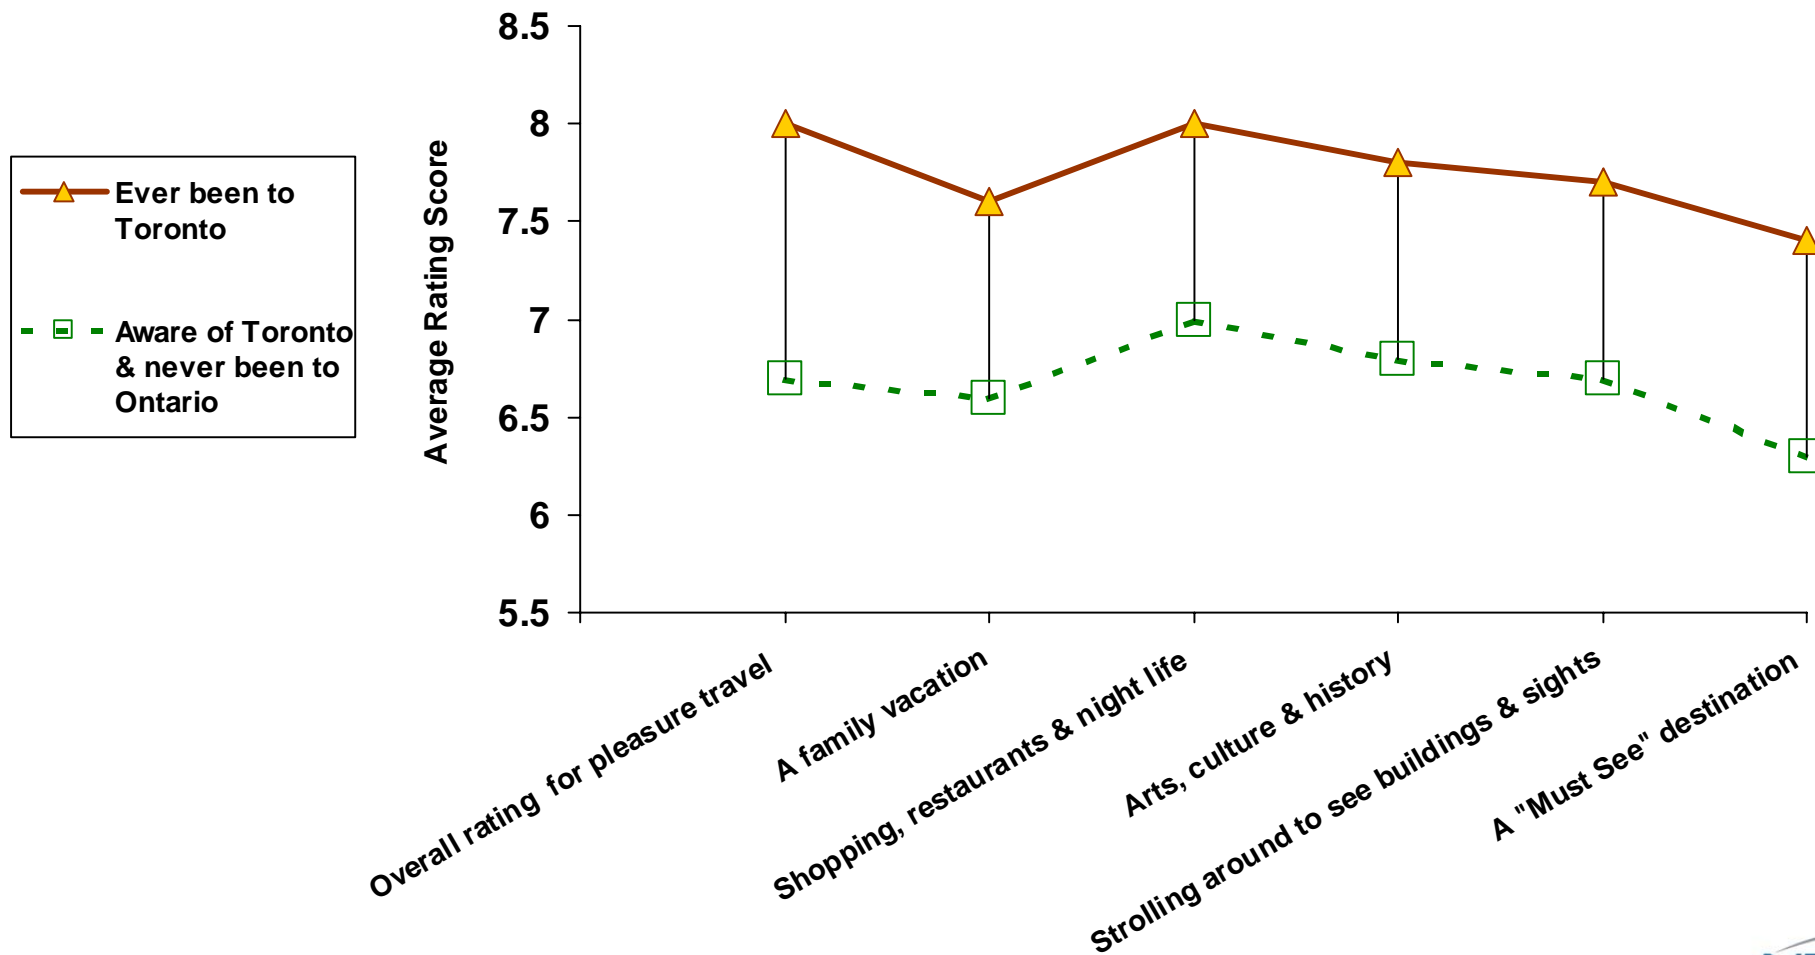 8.5
8
7.5
7
6.5
6
5.5
Average Rating Score
Ever been to
Toronto
Aware of Toronto
& never been to
Ontario
Overall rating for pleasure travel
A family vacation
Shopping, restaurants & night life
Arts, culture & history
Strolling around to see buildings & sights
A "Must See" destination